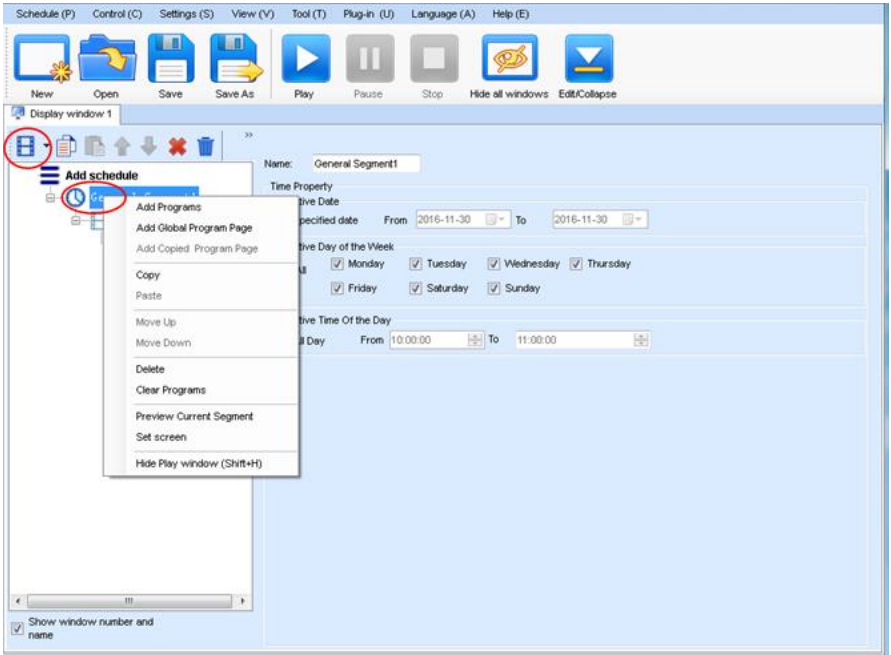 Schedule (P) Control (C) Settings (S) View (V) Tool (T) Plug-in (U) Language (A) Help (E)
New Open Save Save As Play Pause Stop Hide all windows Edit/Collapse
Display window 1
Name: General Segment1
Add schedule
Time Property
tive Date
pecified date From 2016-11-30 To 2016-11-30
tive Day of the Week
All Monday Tuesday Wednesday Thursday
Friday Saturday Sunday
tive Time Of the Day
ll Day From 10:00:00 To 11:00:00
Add Programs
Add Global Program Page
Add Copied Program Page
Copy
Paste
Move Up
Move Down
Delete
Clear Programs
Preview Current Segment
Set screen
Hide Play window (Shift+H)
Show window number and
name